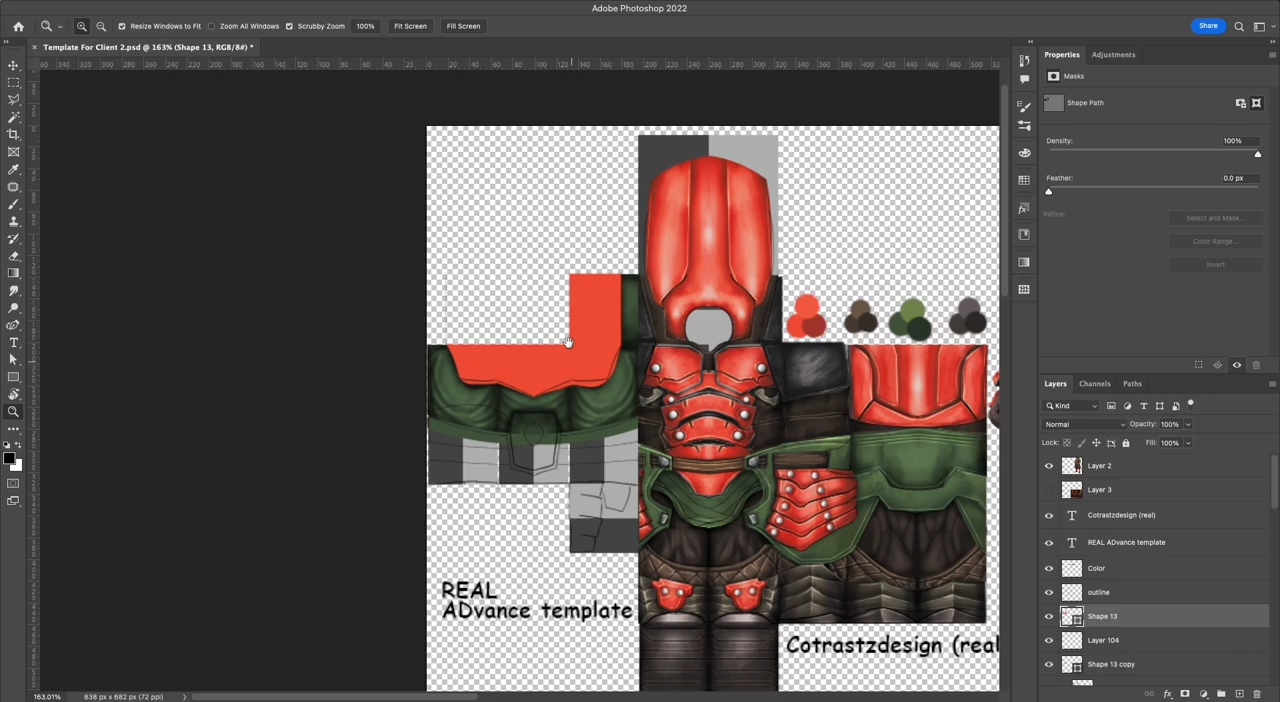 Adobe Photoshop 2022
Resize Windows to Fit Zoom All Windows Scrubby Zoom 100% Fit Screen Fill Screen Share
Template For Client 2.psd @ 163% (Shape 13, RGB/8#) *
Properties Adjustments
Masks
Shape Path
Density: 100%
Feather: 0.0 px
Refine: Select and Mask...
Color Range...
Invert
Layers Channels Paths
Kind
Normal Opacity: 100%
Lock: Fill: 100%
Layer 2
Layer 3
Cotrastzdesign (real)
REAL ADvance template
Color
outline
Shape 13
Layer 104
Shape 13 copy
REAL
ADvance template
Cotrastzdesign (real
163.01% 838 px x 682 px (72 ppi)